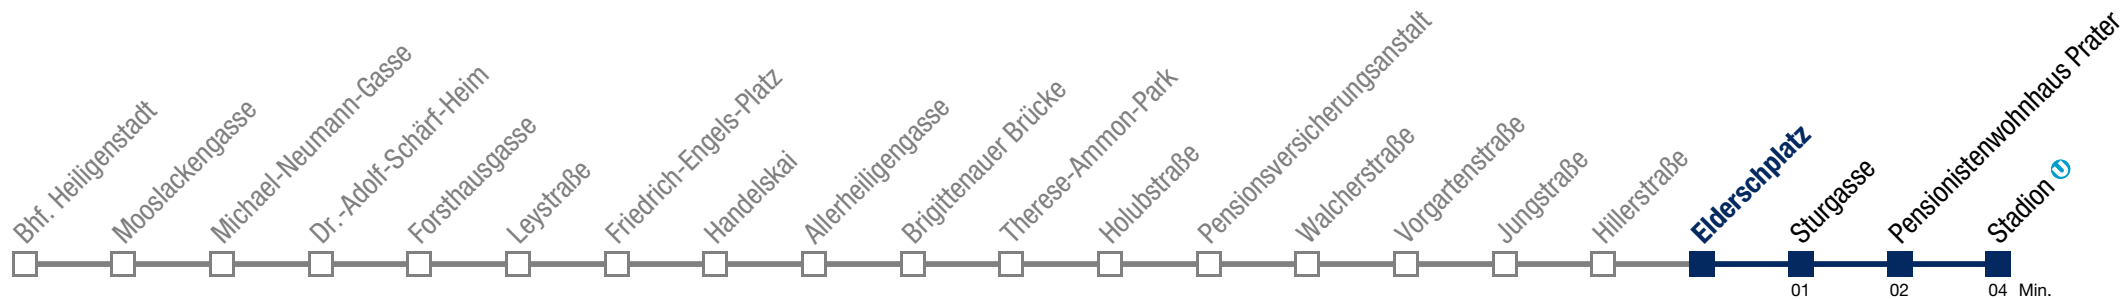 Bhf. Heiligenstadt
Mooslackengasse
Michael-Neumann-Gasse
Dr.-Adolf-Schärf-Heim
Forsthausgasse
Leystraße
Friedrich-Engels-Platz
Handelskai
Allerheiligengasse
Brigittenauer Brücke
Therese-Ammon-Park
Holubstraße
Pensionsversicherungsanstalt
Walcherstraße
Vorgartenstraße
Jungstraße
Hillerstraße
Elderschplatz
Sturgasse
Pensionistenwohnhaus Prater
Stadion U
01 02 04 Min.